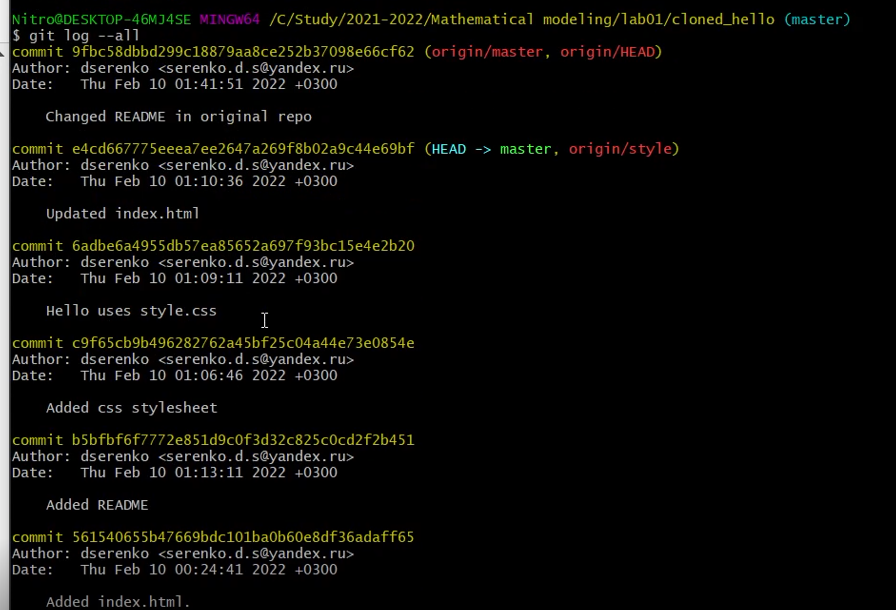 Nitro@DESKTOP-46MJ4SE MINGW64 /C/Study/2021-2022/Mathematical modeling/lab01/cloned_hello (master)
$ git log --all
commit 9fbc58dbbd299c18879aa8ce252b37098e66cf62 (origin/master, origin/HEAD)
Author: dserenko <serenko.d.s@yandex.ru>
Date:   Thu Feb 10 01:41:51 2022 +0300
Changed README in original repo
commit e4cd667775eeea7ee2647a269f8b02a9c44e69bf (HEAD -> master, origin/style)
Author: dserenko <serenko.d.s@yandex.ru>
Date:   Thu Feb 10 01:10:36 2022 +0300
Updated index.html
commit 6adbe6a4955db57ea85652a697f93bc15e4e2b20
Author: dserenko <serenko.d.s@yandex.ru>
Date:   Thu Feb 10 01:09:11 2022 +0300
Hello uses style.css
commit c9f65cb9b496282762a45bf25c04a44e73e0854e
Author: dserenko <serenko.d.s@yandex.ru>
Date:   Thu Feb 10 01:06:46 2022 +0300
Added css stylesheet
commit b5bfbf6f7772e851d9c0f3d32c825c0cd2f2b451
Author: dserenko <serenko.d.s@yandex.ru>
Date:   Thu Feb 10 01:13:11 2022 +0300
Added README
commit 561540655b47669bdc101ba0b60e8df36adaff65
Author: dserenko <serenko.d.s@yandex.ru>
Date:   Thu Feb 10 00:24:41 2022 +0300
Added index.html.